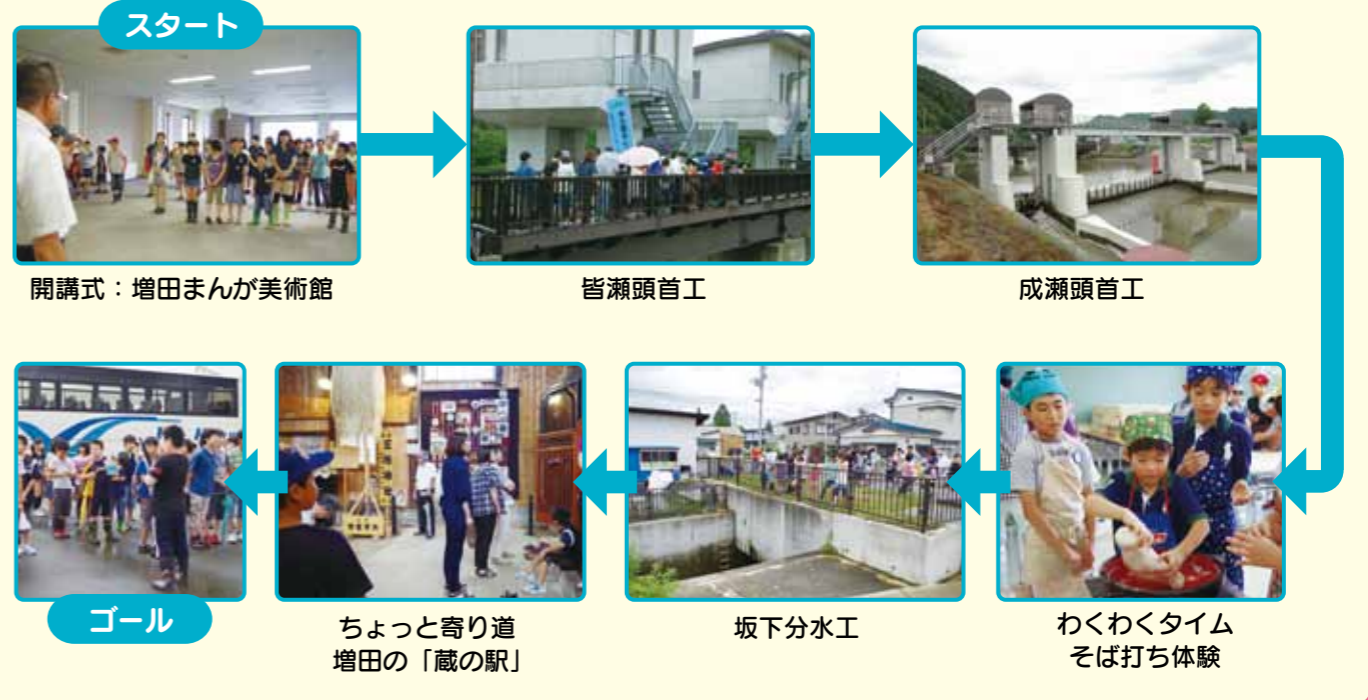 スタート
開講式：増田まんが美術館
皆瀬頭首工
成瀬頭首工
わくわくタイム
そば打ち体験
坂下分水工
ちょっと寄り道
増田の「蔵の駅」
ゴール